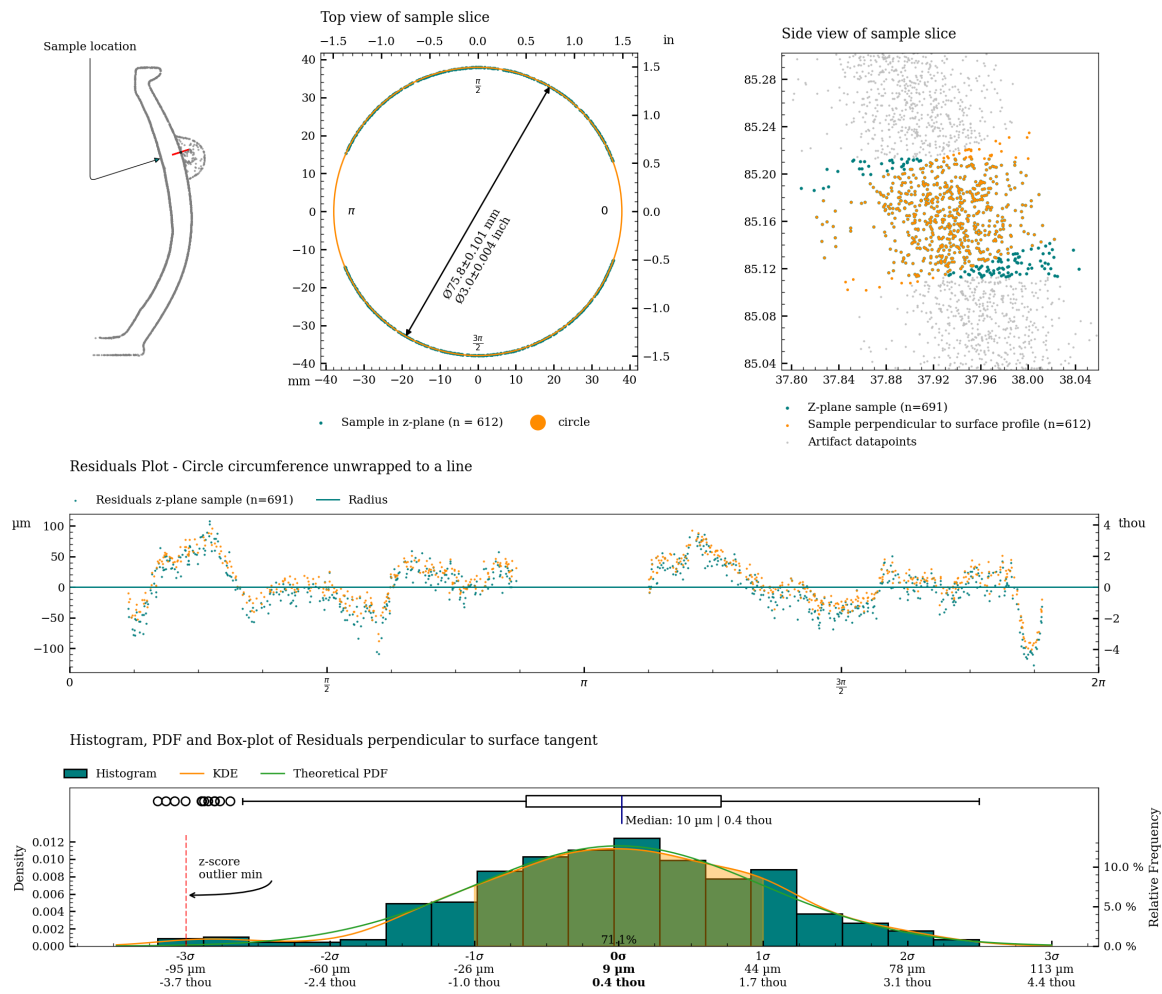 Sample location
Top view of sample slice
−1.5 −1.0 −0.5 0.0 0.5 1.0 1.5 in
40
30
20
10
0
−10
−20
−30
−40
1.5
1.0
0.5
0.0
−0.5
−1.0
−1.5
π/2
π
0
3π/2
Ø75.8±0.101 mm
Ø3.0±0.004 inch
mm −40 −30 −20 −10 0 10 20 30 40
Sample in z-plane (n = 612)
circle
Side view of sample slice
85.28
85.24
85.20
85.16
85.12
85.08
85.04
37.80 37.84 37.88 37.92 37.96 38.00 38.04
Z-plane sample (n=691)
Sample perpendicular to surface profile (n=612)
Artifact datapoints
Residuals Plot - Circle circumference unwrapped to a line
Residuals z-plane sample (n=691)
Radius
µm
100
50
0
−50
−100
4 thou
2
0
−2
−4
0 π/2 π 3π/2 2π
Histogram, PDF and Box-plot of Residuals perpendicular to surface tangent
Histogram
KDE
Theoretical PDF
Median: 10 µm | 0.4 thou
z-score
outlier min
Density
0.012
0.010
0.008
0.006
0.004
0.002
0.000
Relative Frequency
10.0 %
5.0 %
0.0 %
71.1%
-3σ -2σ -1σ 0σ 1σ 2σ 3σ
-95 µm -60 µm -26 µm 9 µm 44 µm 78 µm 113 µm
-3.7 thou -2.4 thou -1.0 thou 0.4 thou 1.7 thou 3.1 thou 4.4 thou